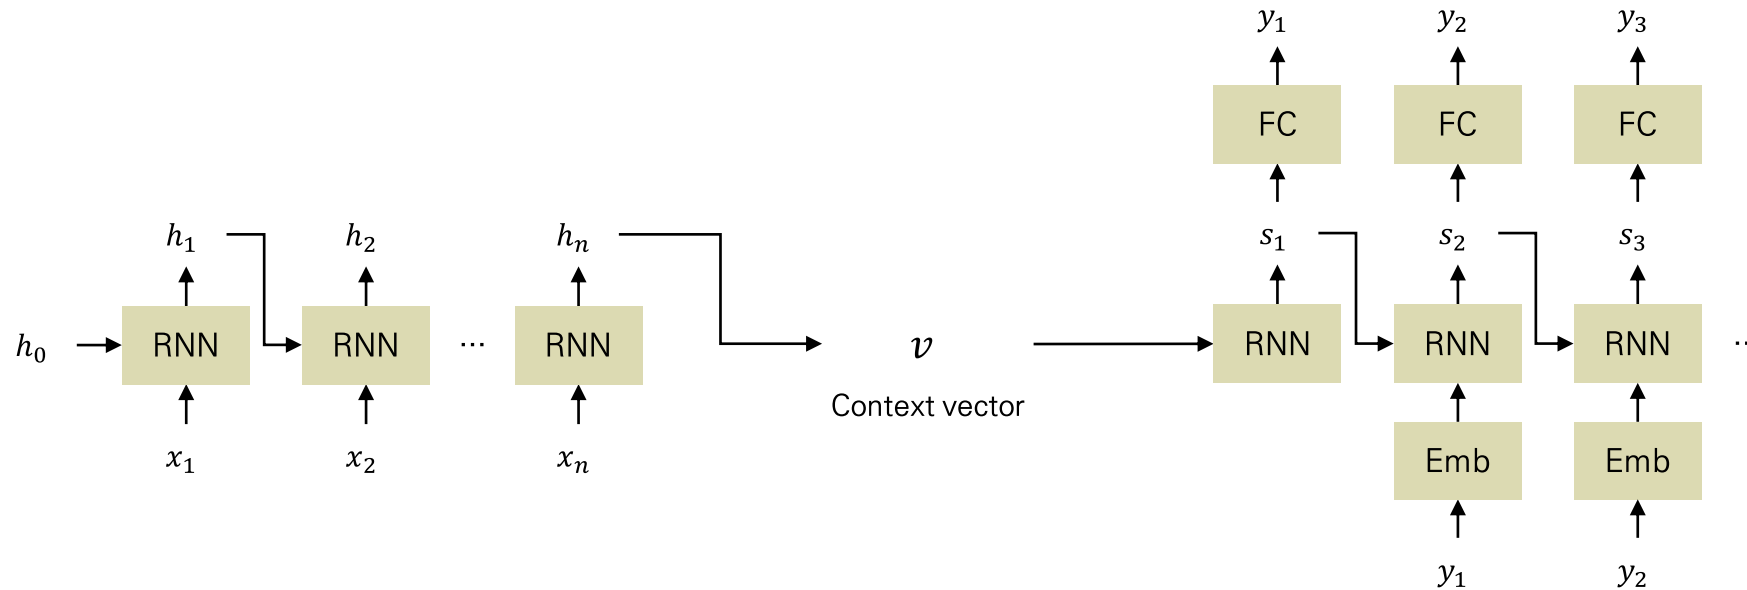 y₁ y₂ y₃
FC FC FC
h₁ h₂ hₙ s₁ s₂ s₃
h₀ RNN RNN ... RNN v RNN RNN RNN ..
Context vector
x₁ x₂ xₙ Emb Emb
y₁ y₂